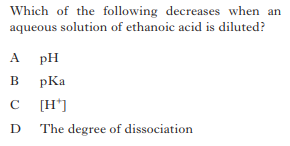 Which of the following decreases when an
aqueous solution of ethanoic acid is diluted?
A pH
B pKa
C [H⁺]
D The degree of dissociation